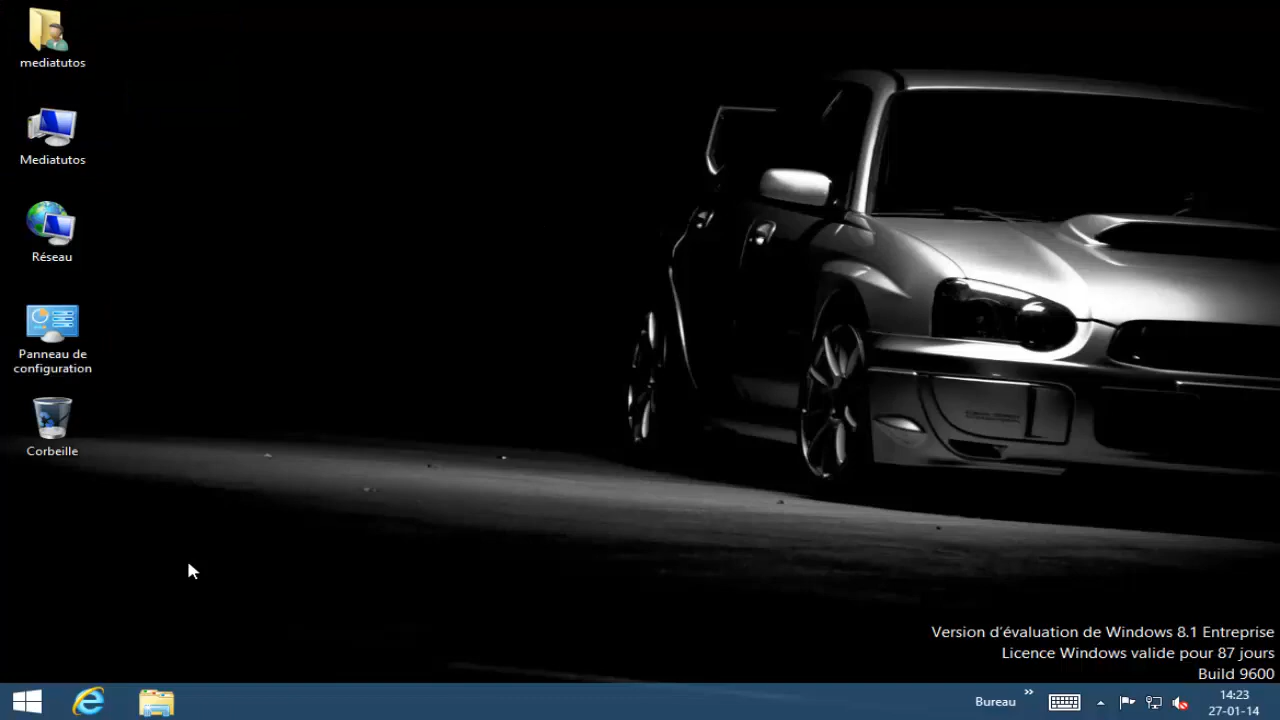 mediatutos
Mediatutos
Réseau
Panneau de
configuration
Corbeille
Version d'évaluation de Windows 8.1 Entreprise
Licence Windows valide pour 87 jours
Build 9600
Bureau
14:23
27-01-14